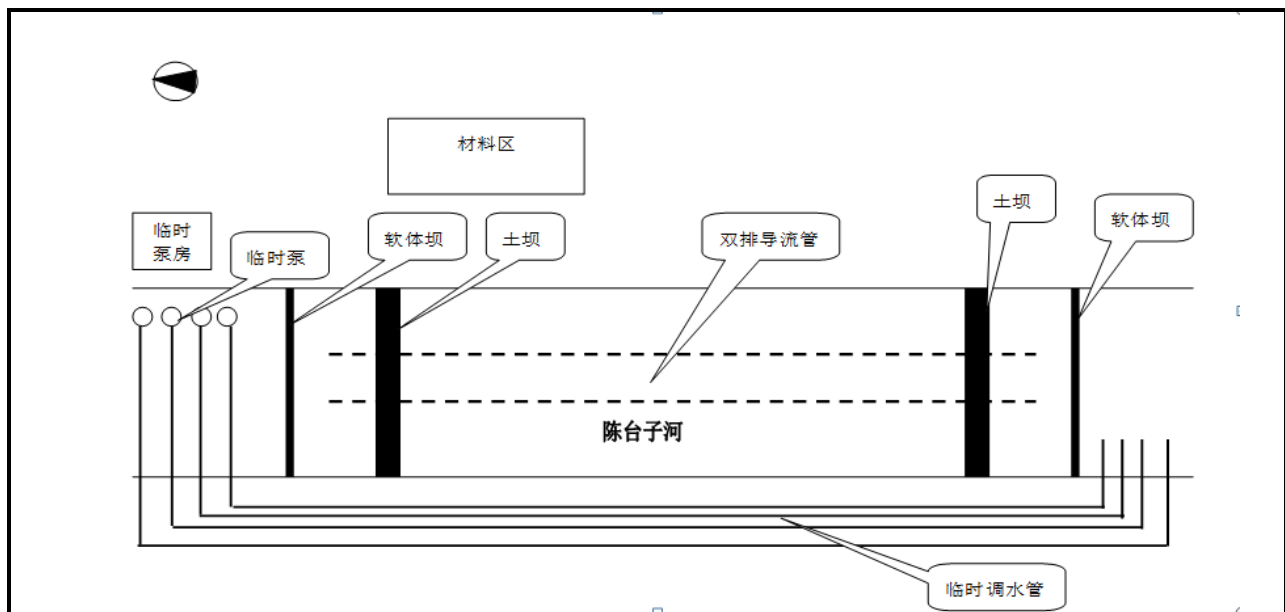 材料区
临时
泵房
临时泵
软体坝
土坝
双排导流管
土坝
软体坝
陈台子河
临时调水管